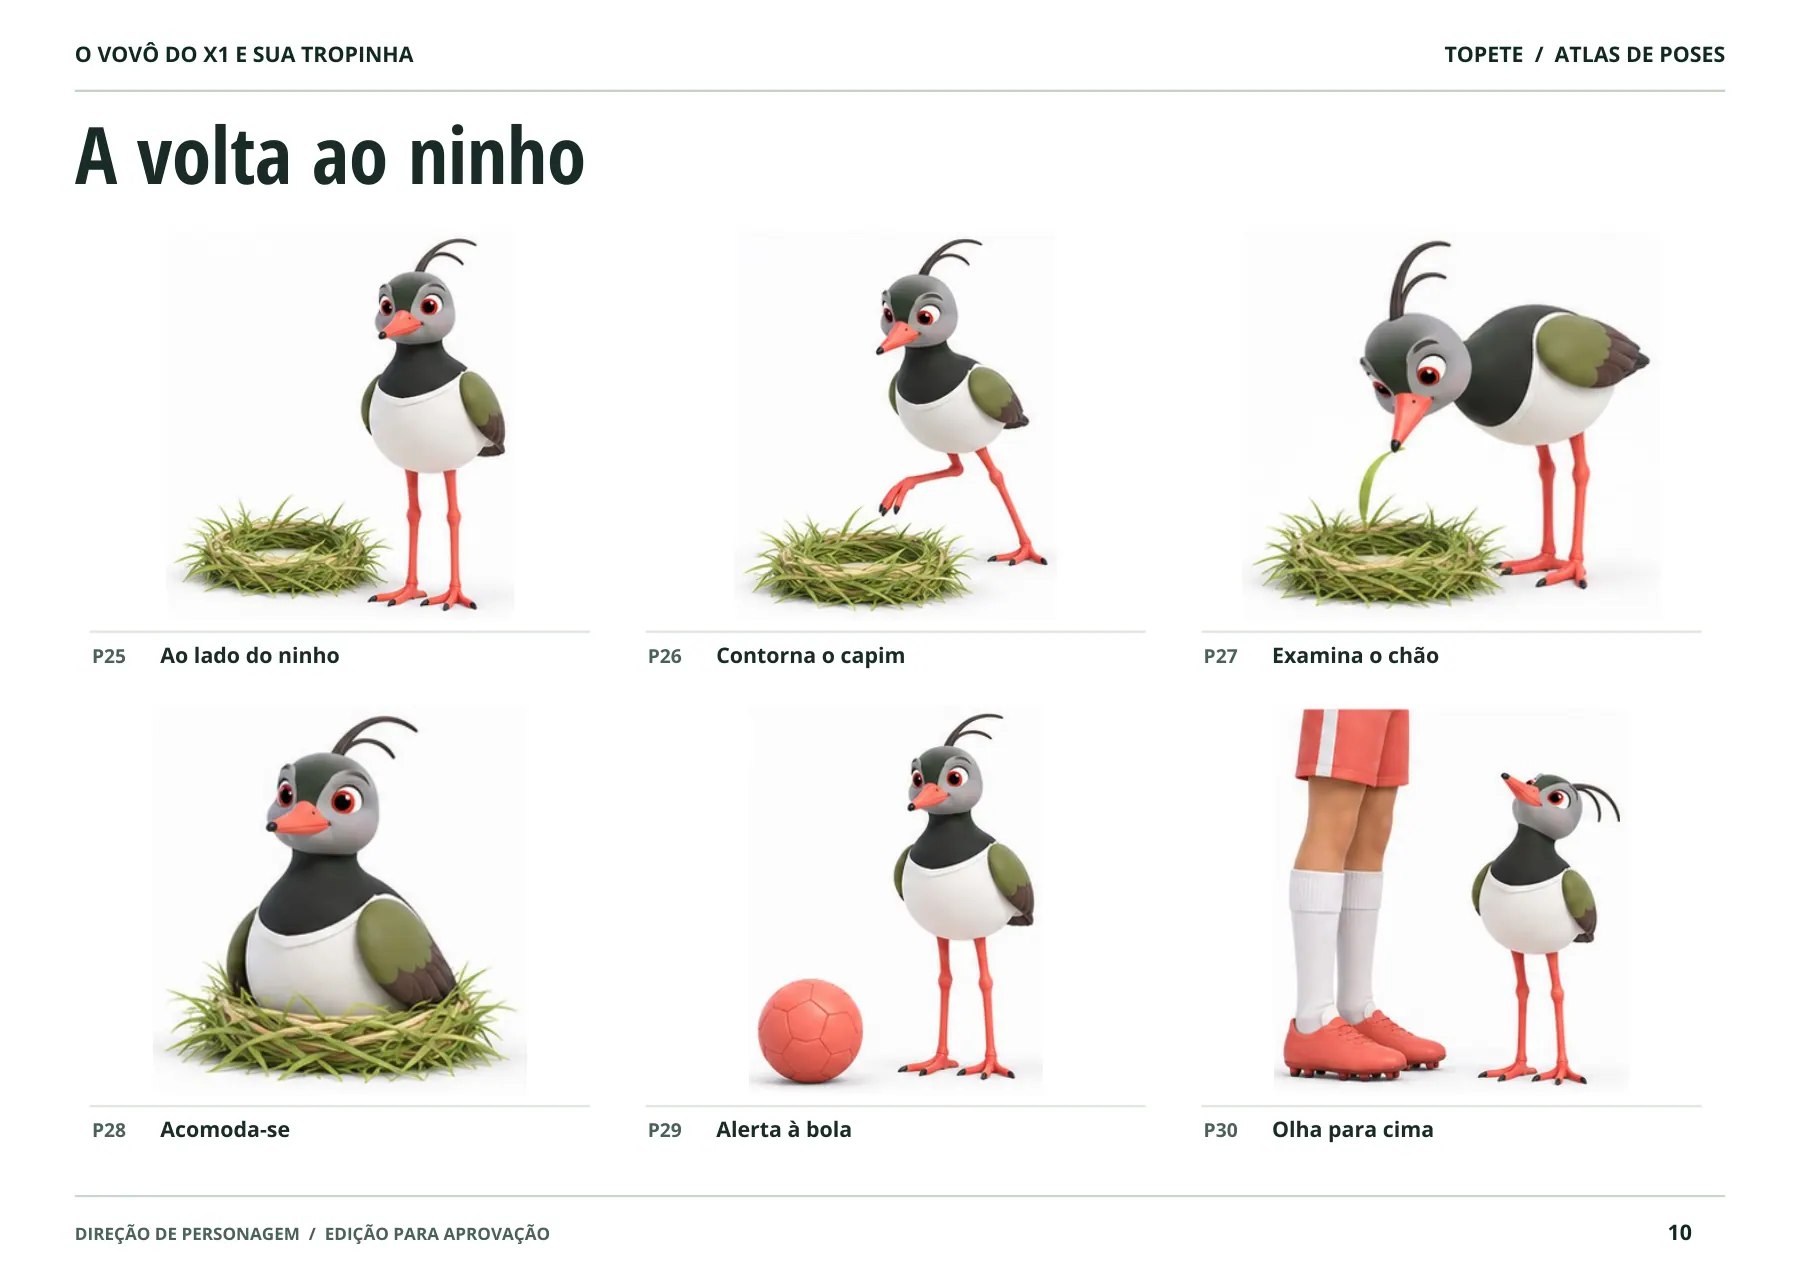 O VOVÔ DO X1 E SUA TROPINHA
TOPETE / ATLAS DE POSES
A volta ao ninho
P25 Ao lado do ninho
P26 Contorna o capim
P27 Examina o chão
P28 Acomoda-se
P29 Alerta à bola
P30 Olha para cima
DIREÇÃO DE PERSONAGEM / EDIÇÃO PARA APROVAÇÃO
10